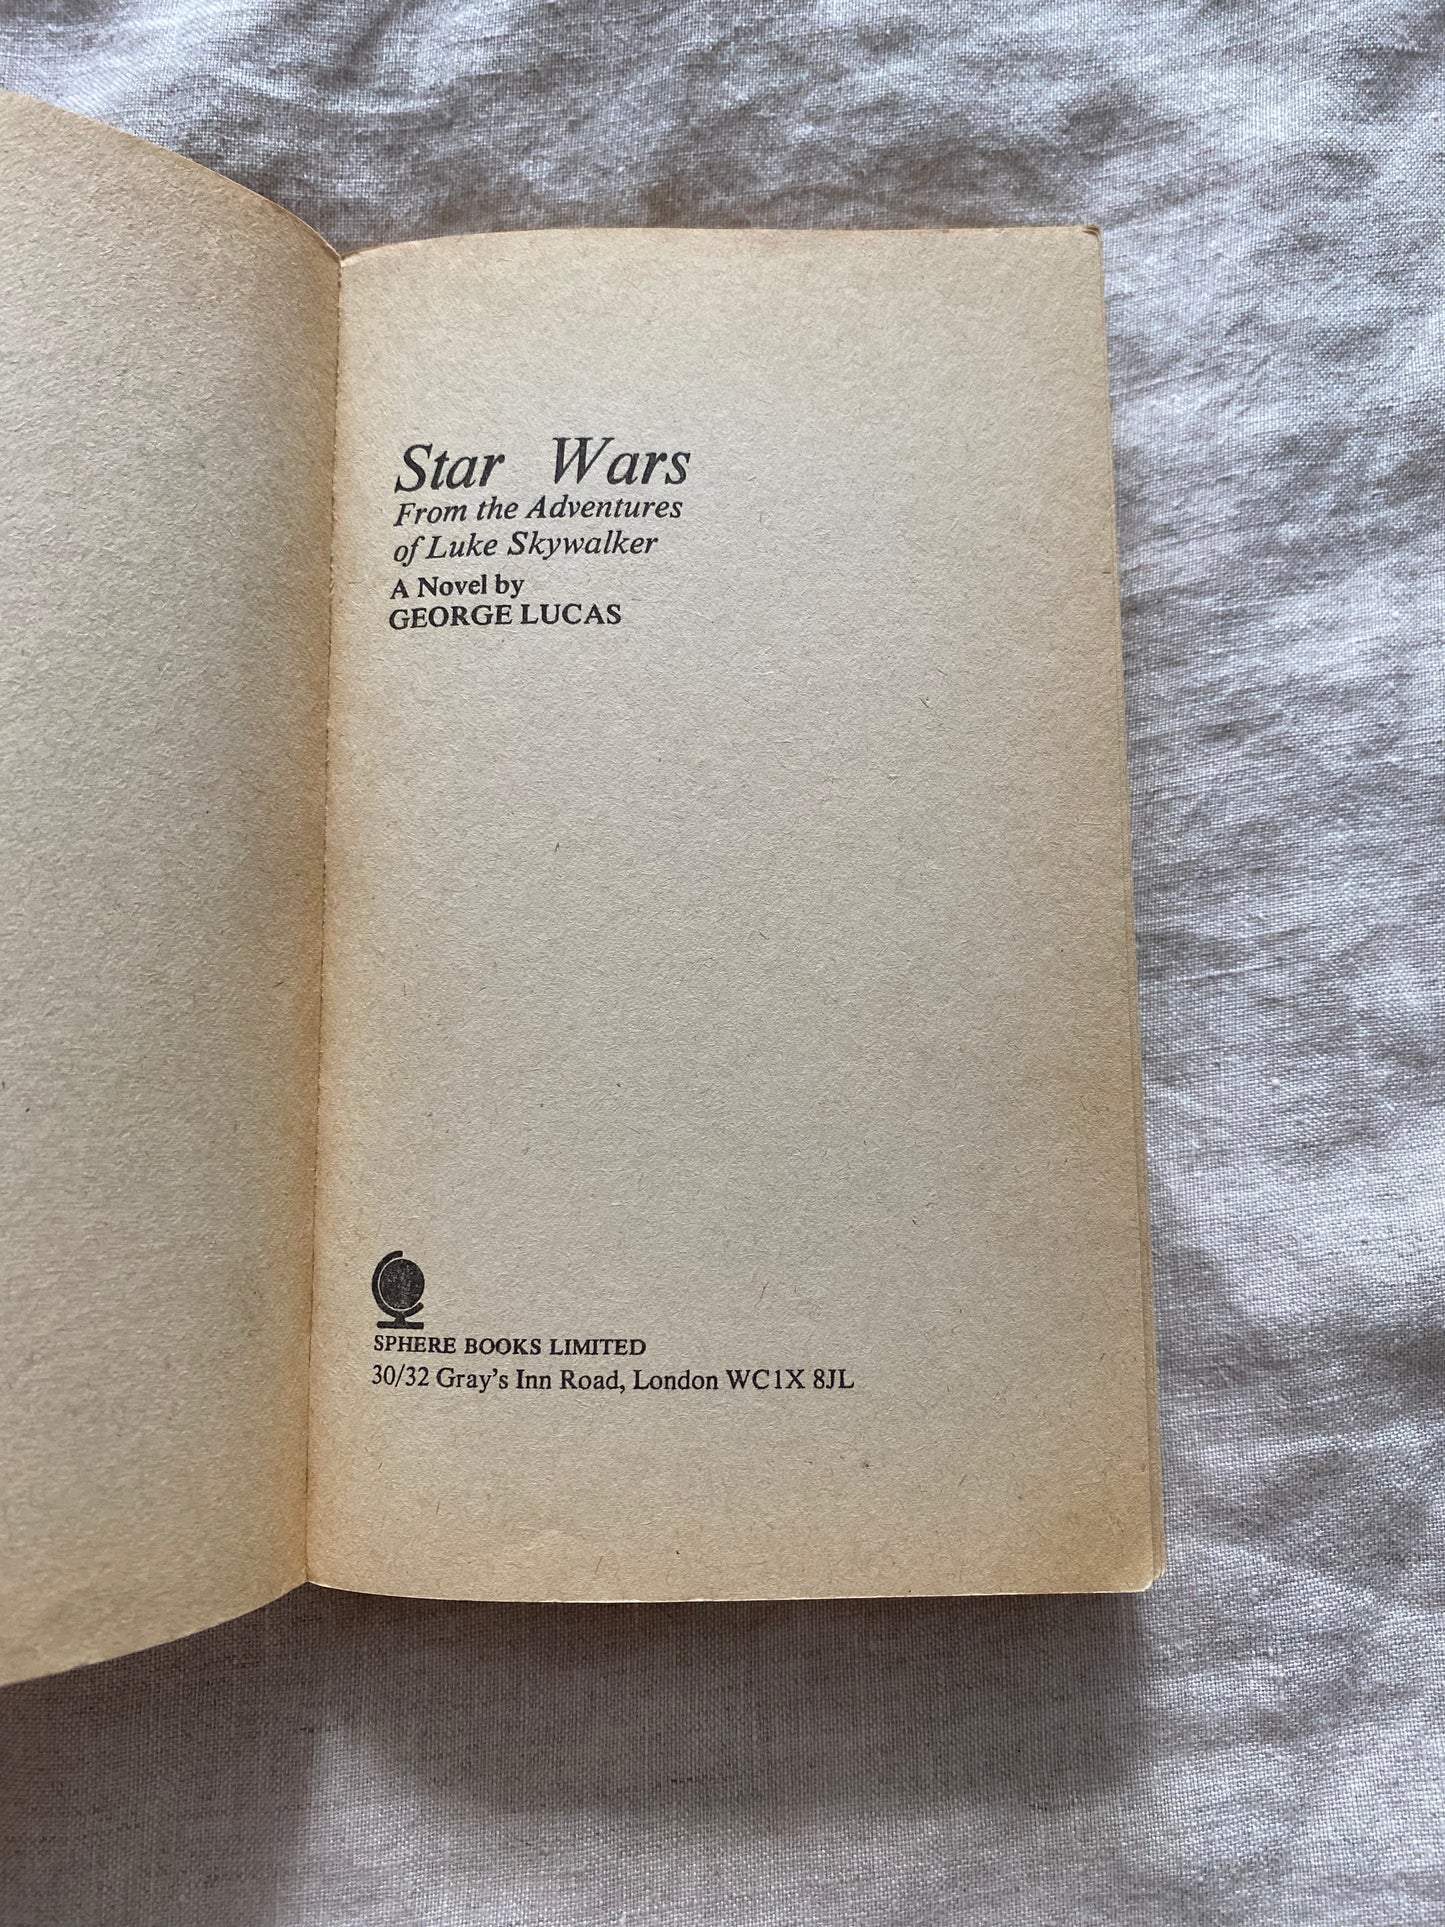 Star Wars
From the Adventures
of Luke Skywalker
A Novel by
GEORGE LUCAS
SPHERE BOOKS LIMITED
30/32 Gray's Inn Road, London WC1X 8JL